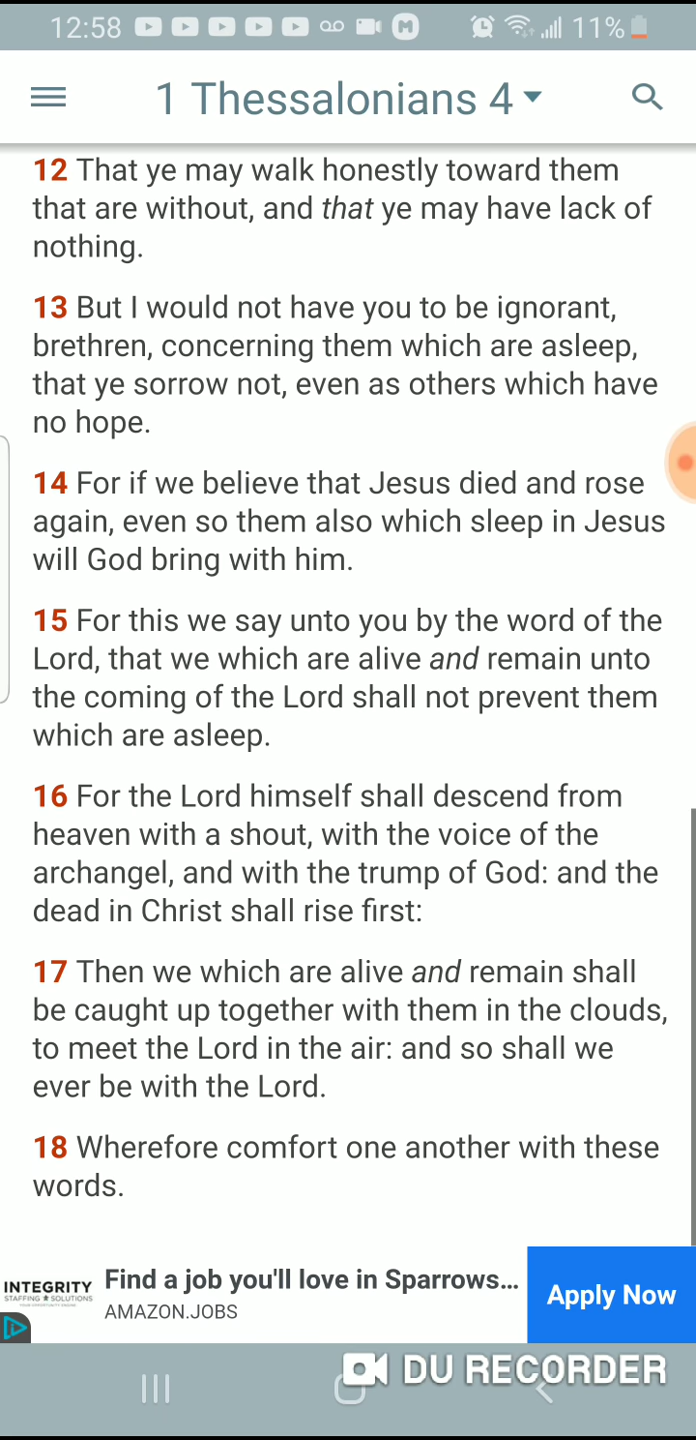 12:58 11%
1 Thessalonians 4
12 That ye may walk honestly toward them
that are without, and that ye may have lack of
nothing.
13 But I would not have you to be ignorant,
brethren, concerning them which are asleep,
that ye sorrow not, even as others which have
no hope.
14 For if we believe that Jesus died and rose
again, even so them also which sleep in Jesus
will God bring with him.
15 For this we say unto you by the word of the
Lord, that we which are alive and remain unto
the coming of the Lord shall not prevent them
which are asleep.
16 For the Lord himself shall descend from
heaven with a shout, with the voice of the
archangel, and with the trump of God: and the
dead in Christ shall rise first:
17 Then we which are alive and remain shall
be caught up together with them in the clouds,
to meet the Lord in the air: and so shall we
ever be with the Lord.
18 Wherefore comfort one another with these
words.
INTEGRITY
STAFFING ★ SOLUTIONS
Find a job you'll love in Sparrows...
AMAZON.JOBS
Apply Now
DU RECORDER